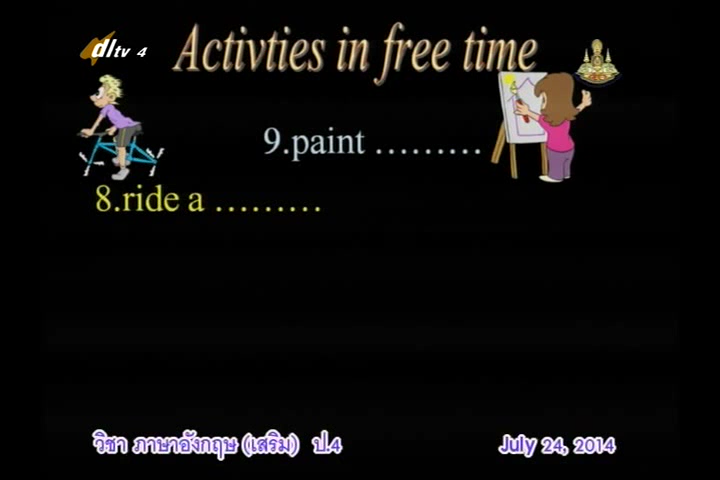 dltv 4
Activties in free time
9.paint .........
8.ride a .........
วิชา ภาษาอังกฤษ (เสริม) ป.4
July 24, 2014